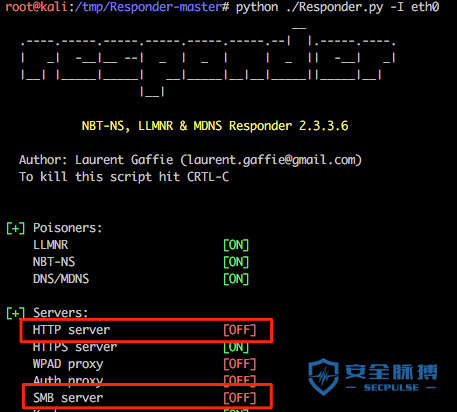 root@kali:/tmp/Responder-master# python ./Responder.py -I eth0
NBT-NS, LLMNR & MDNS Responder 2.3.3.6
Author: Laurent Gaffie (laurent.gaffie@gmail.com)
To kill this script hit CRTL-C
[+] Poisoners:
LLMNR [ON]
NBT-NS [ON]
DNS/MDNS [ON]
[+] Servers:
HTTP server [OFF]
HTTPS server [ON]
WPAD proxy [OFF]
Auth proxy [OFF]
SMB server [OFF]
安全脉搏
SECPULSE